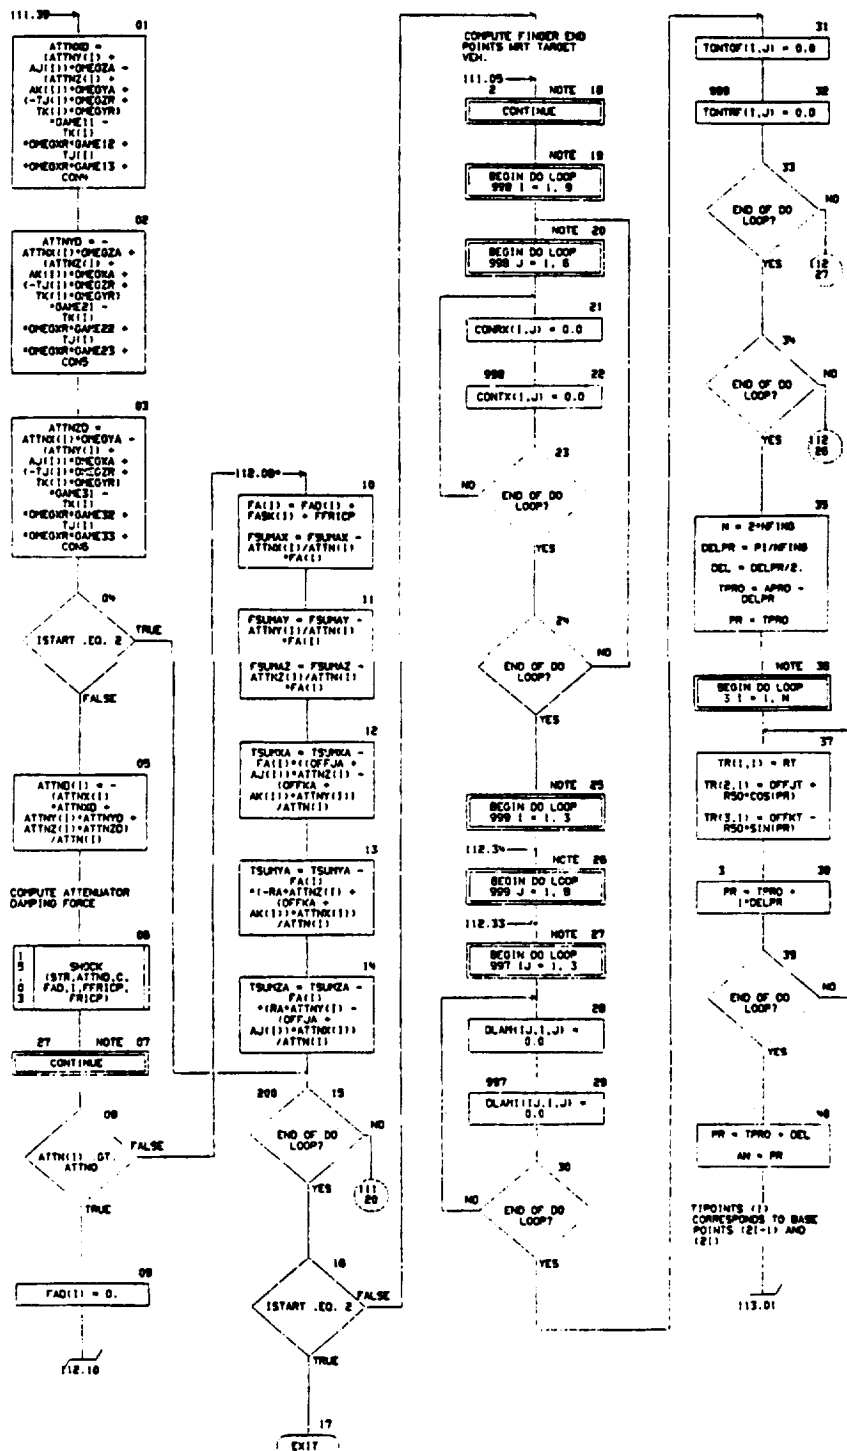 111.39
01
ATTNXD =
(ATTNY(I) +
AJ(I))*OMEGZA -
(ATTNZ(I) +
AK(I))*OMEGYA +
(-TJ(I)*OMEGZR +
TK(I)*OMEGYR)
*GAME11 -
TK(I)
*OMEGXR*GAME12 +
TJ(I)
*OMEGXR*GAME13 +
CON4
02
ATTNYD = -
ATTNX(I)*OMEGZA +
(ATTNZ(I) +
AK(I))*OMEGXA +
(-TJ(I)*OMEGZR +
TK(I)*OMEGYR)
*GAME21 -
TK(I)
*OMEGXR*GAME22 +
TJ(I)
*OMEGXR*GAME23 +
CON5
03
ATTNZD =
ATTNX(I)*OMEGYA -
(ATTNY(I) +
AJ(I))*OMEGXA +
(-TJ(I)*OMEGZR +
TK(I)*OMEGYR)
*GAME31 -
TK(I)
*OMEGXR*GAME32 +
TJ(I)
*OMEGXR*GAME33 +
CON6
04
ISTART .EQ. 2
TRUE
FALSE
05
ATTND(I) = -
(ATTNX(I)
*ATTNXD +
ATTNY(I)*ATTNYD +
ATTNZ(I)*ATTNZD)
/ATTN(I)
COMPUTE ATTENUATOR
DAMPING FORCE
06
1
5
.
0
3
SHOCK
(STR,ATTND,C,
FAD,I,FFRICP,
FRICP)
27 NOTE 07
CONTINUE
08
ATTN(I) .GT.
ATTNO
FALSE
TRUE
09
FAD(I) = 0.
112.10
112.08*
10
FA(I) = FAD(I) +
FASK(I) + FFRICP
FSUMAX = FSUMAX -
ATTNX(I)/ATTN(I)
*FA(I)
11
FSUMAY = FSUMAY -
ATTNY(I)/ATTN(I)
*FA(I)
FSUMAZ = FSUMAZ -
ATTNZ(I)/ATTN(I)
*FA(I)
12
TSUMXA = TSUMXA -
FA(I)*((OFFJA +
AJ(I))*ATTNZ(I) -
(OFFKA +
AK(I))*ATTNY(I))
/ATTN(I)
13
TSUMYA = TSUMYA -
FA(I)
*(-RA*ATTNZ(I) +
(OFFKA +
AK(I))*ATTNX(I))
/ATTN(I)
14
TSUMZA = TSUMZA -
FA(I)
*(RA*ATTNY(I) -
(OFFJA +
AJ(I))*ATTNX(I))
/ATTN(I)
200 15
END OF DO
LOOP?
NO
111
20
YES
16
ISTART .EQ. 2
FALSE
TRUE
17
EXIT
COMPUTE FINGER END
POINTS WRT TARGET
VEH.
111.05
2 NOTE 18
CONTINUE
NOTE 19
BEGIN DO LOOP
998 I = 1, 9
NOTE 20
BEGIN DO LOOP
998 J = 1, 6
21
CONRX(I,J) = 0.0
998 22
CONTX(I,J) = 0.0
23
END OF DO
LOOP?
NO
YES
24
END OF DO
LOOP?
NO
YES
NOTE 25
BEGIN DO LOOP
999 I = 1, 3
112.34
NOTE 26
BEGIN DO LOOP
999 J = 1, 8
112.33
NOTE 27
BEGIN DO LOOP
997 IJ = 1, 3
28
DLAMH(IJ,I,J) =
0.0
997 29
DLAMI(IJ,I,J) =
0.0
30
END OF DO
LOOP?
NO
YES
31
TONTOF(I,J) = 0.0
999 32
TONTRF(I,J) = 0.0
33
END OF DO
LOOP?
NO
YES
112
27
34
END OF DO
LOOP?
NO
YES
112
26
35
N = 2*NFING
DELPR = PI/NFING
DEL = DELPR/2.
TPRO = APRO -
DELPR
PR = TPRO
NOTE 36
BEGIN DO LOOP
3 I = 1, N
37
TR(1,I) = RT
TR(2,I) = OFFJT +
RSO*COS(PR)
TR(3,I) = OFFKT -
RSO*SIN(PR)
3 38
PR = TPRO +
I*DELPR
39
END OF DO
LOOP?
NO
YES
40
PR = TPRO + DEL
AN = PR
TIPOINTS (I)
CORRESPONDS TO BASE
POINTS (2I-1) AND
(2I)
113.01